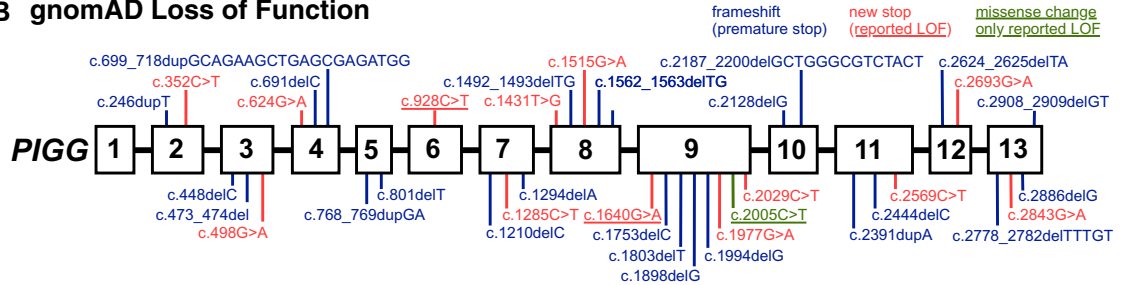 B gnomAD Loss of Function
frameshift
(premature stop)
new stop
(reported LOF)
missense change
only reported LOF
c.699_718dupGCAGAAGCTGAGCGAGATGG
c.1515G>A
c.2187_2200delGCTGGGCGTCTACT
c.2624_2625delTA
c.352C>T
c.691delC
c.1492_1493delTG
c.1562_1563delTG
c.2693G>A
c.246dupT
c.624G>A
c.928C>T
c.1431T>G
c.2128delG
c.2908_2909delGT
PIGG 1 2 3 4 5 6 7 8 9 10 11 12 13
c.448delC
c.801delT
c.1294delA
c.2029C>T
c.2569C>T
c.2886delG
c.473_474del
c.768_769dupGA
c.1285C>T
c.1640G>A
c.2005C>T
c.2444delC
c.2843G>A
c.498G>A
c.1210delC
c.1753delC
c.1977G>A
c.2391dupA
c.2778_2782delTTTGT
c.1803delT
c.1994delG
c.1898delG